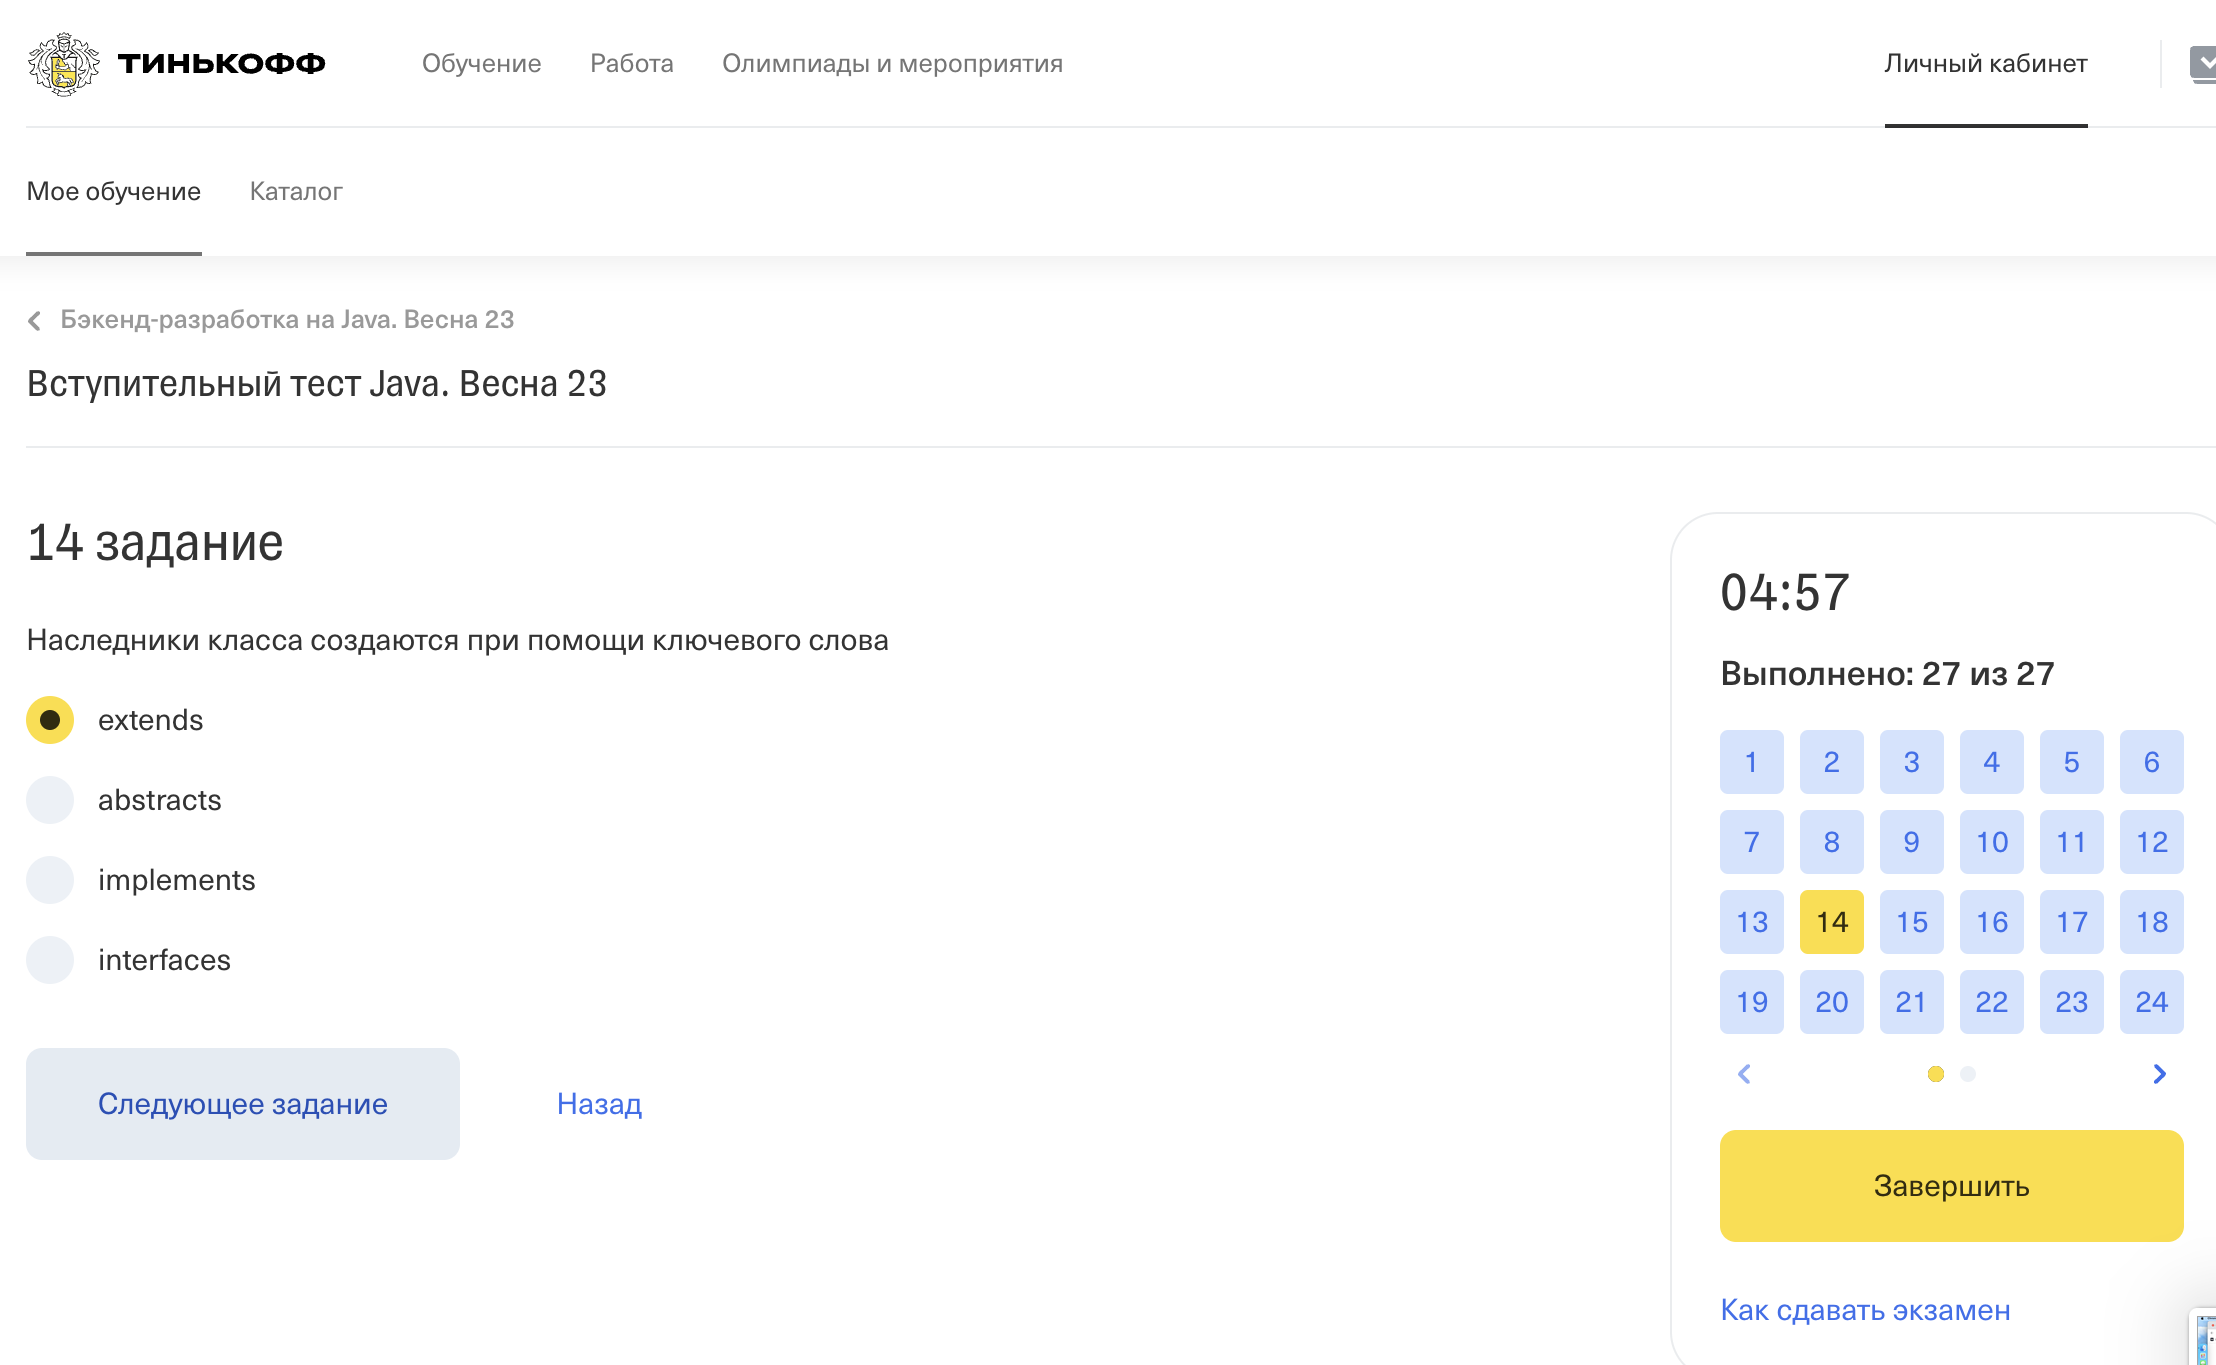 ТИНЬКОФФ Обучение Работа Олимпиады и мероприятия Личный кабинет
Мое обучение Каталог
Бэкенд-разработка на Java. Весна 23
Вступительный тест Java. Весна 23
14 задание
Наследники класса создаются при помощи ключевого слова
extends
abstracts
implements
interfaces
Следующее задание Назад
04:57
Выполнено: 27 из 27
1 2 3 4 5 6
7 8 9 10 11 12
13 14 15 16 17 18
19 20 21 22 23 24
Завершить
Как сдавать экзамен